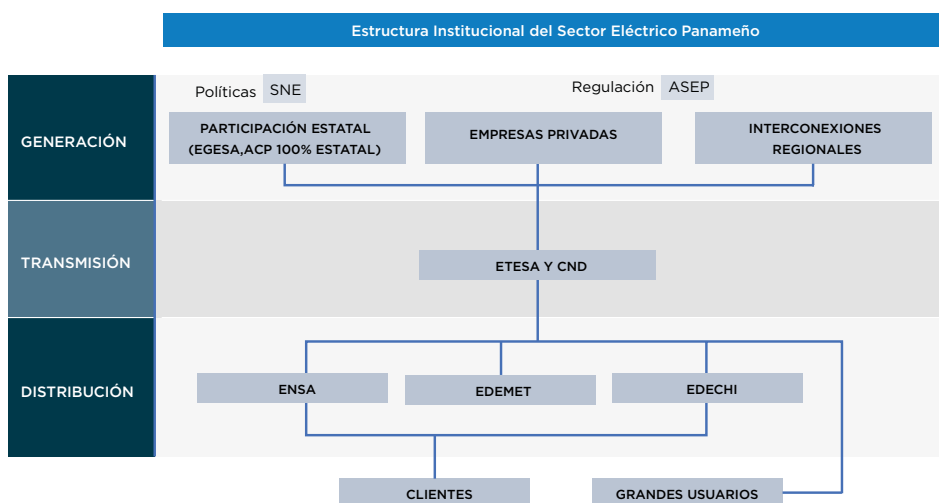 Estructura Institucional del Sector Eléctrico Panameño
Políticas SNE
Regulación ASEP
GENERACIÓN
PARTICIPACIÓN ESTATAL
(EGESA,ACP 100% ESTATAL)
EMPRESAS PRIVADAS
INTERCONEXIONES
REGIONALES
TRANSMISIÓN
ETESA Y CND
DISTRIBUCIÓN
ENSA
EDEMET
EDECHI
CLIENTES
GRANDES USUARIOS